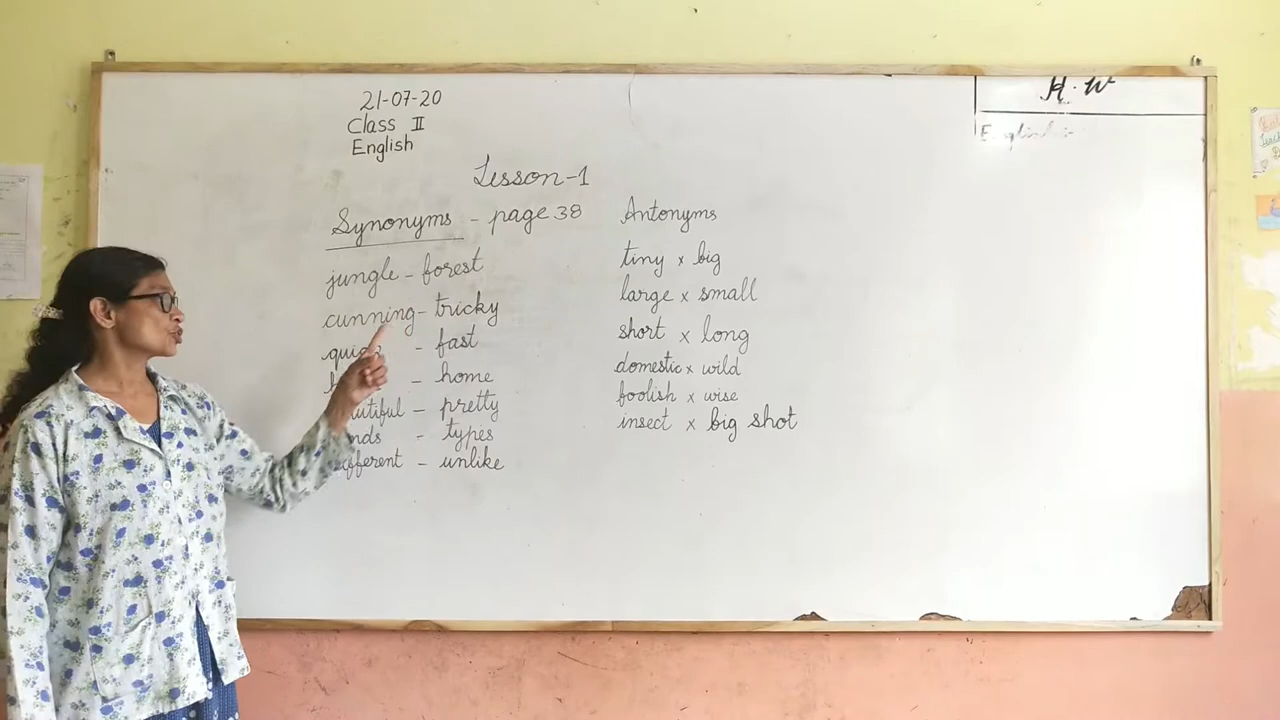 21-07-20
Class II
English
H.W
English
Lesson-1
Synonyms - page 38
jungle - forest
cunning - tricky
- fast
- home
- pretty
- types
- unlike
Antonyms
tiny x big
large x small
short x long
domestic x wild
foolish x wise
insect x big shot